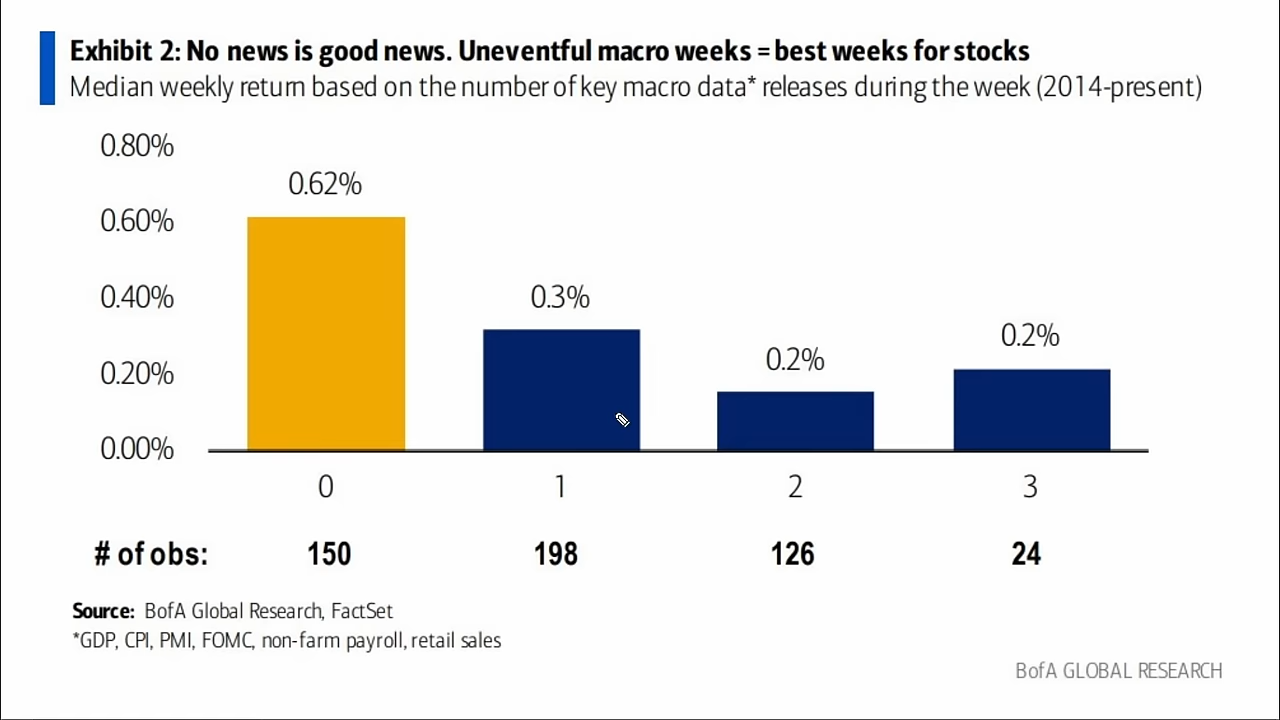 Exhibit 2: No news is good news. Uneventful macro weeks = best weeks for stocks
Median weekly return based on the number of key macro data* releases during the week (2014-present)
0.80%
0.62%
0.60%
0.40%
0.3%
0.2%
0.2%
0.20%
0.00%
0 1 2 3
# of obs: 150 198 126 24
Source: BofA Global Research, FactSet
*GDP, CPI, PMI, FOMC, non-farm payroll, retail sales
BofA GLOBAL RESEARCH